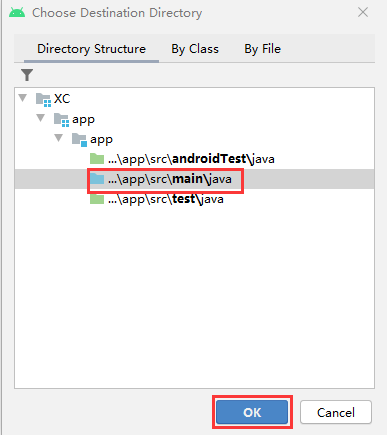 Choose Destination Directory
Directory Structure By Class By File
XC
app
app
...\app\src\androidTest\java
...\app\src\main\java
...\app\src\test\java
OK Cancel